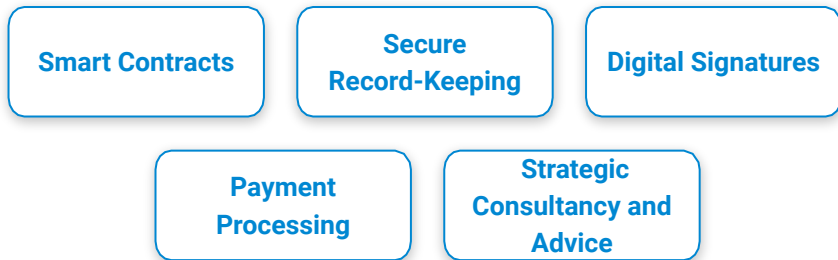 Smart Contracts
Secure
Record-Keeping
Digital Signatures
Payment
Processing
Strategic
Consultancy and
Advice